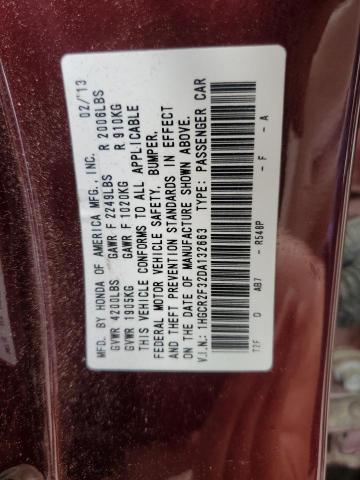 MFD. BY HONDA OF AMERICA MFG., INC. 02/13
GVWR 4200LBS GAWR F 2249LBS R 2006LBS
GVWR 1905KG GAWR F 1020KG R 910KG
THIS VEHICLE CONFORMS TO ALL APPLICABLE
FEDERAL MOTOR VEHICLE SAFETY, BUMPER,
AND THEFT PREVENTION STANDARDS IN EFFECT
ON THE DATE OF MANUFACTURE SHOWN ABOVE.
V.I.N.: 1HGCR2F32DA132663 TYPE: PASSENGER CAR
T2F D AB7 - R548P - F - A